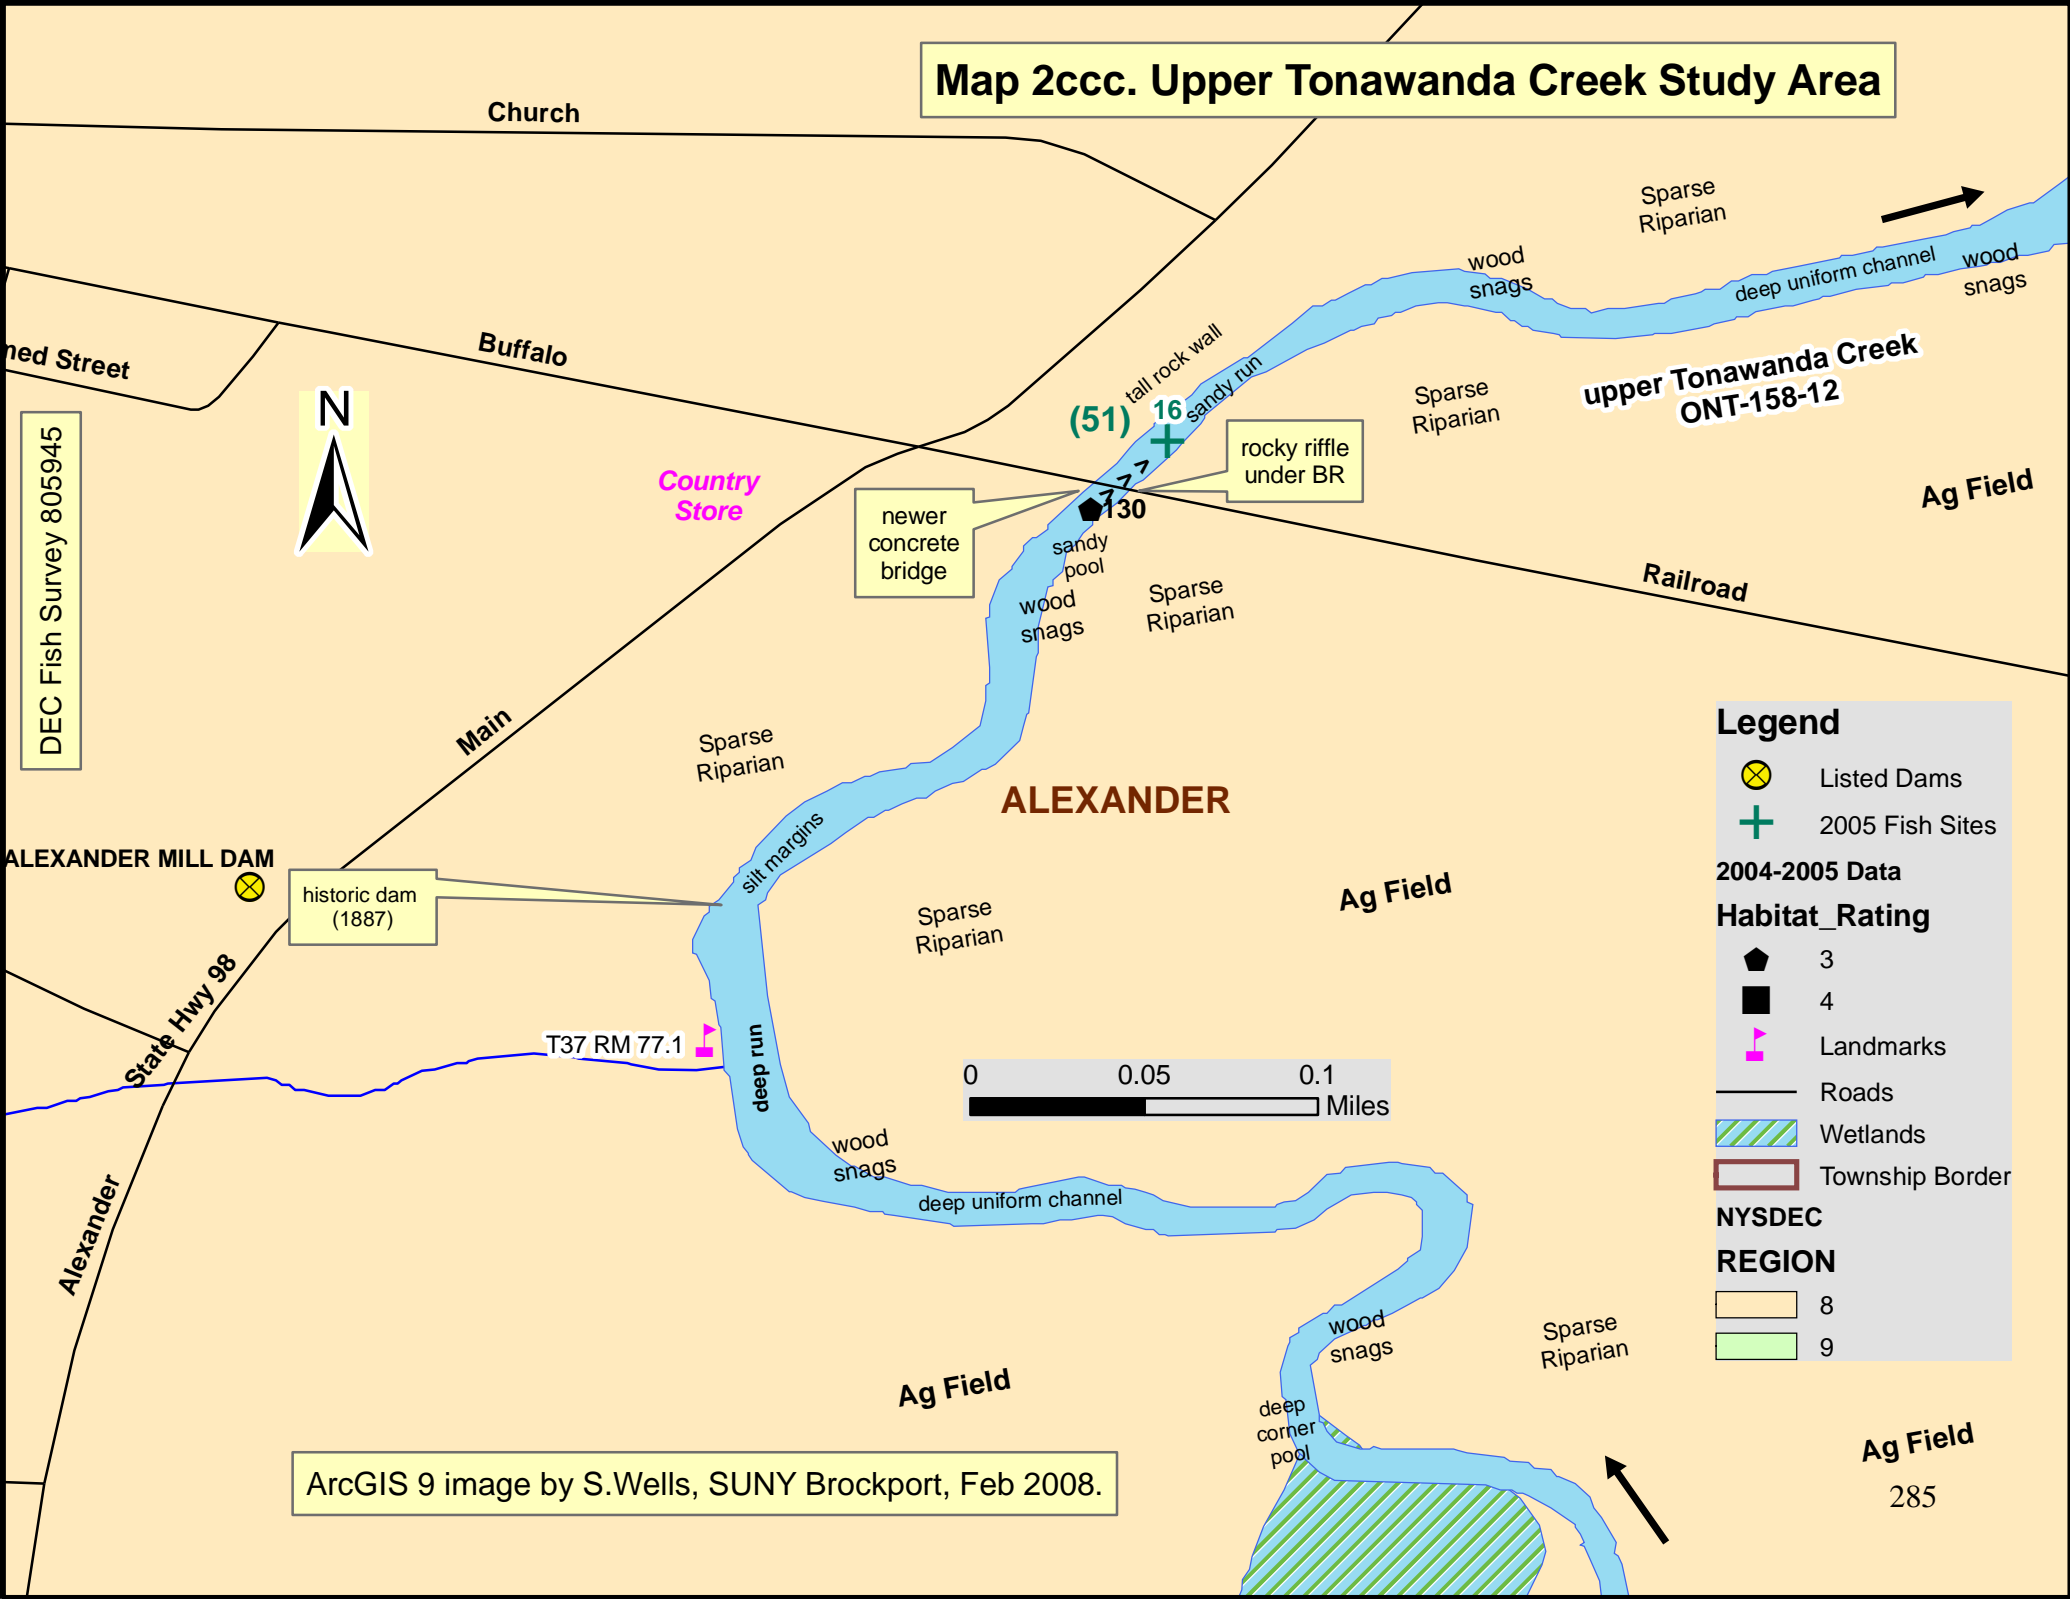 Map 2ccc. Upper Tonawanda Creek Study Area
Church
Sparse
Riparian
wood
snags
deep uniform channel
wood
snags
Buffalo
med Street
tall rock wall
sandy run
(51)
16
upper Tonawanda Creek
ONT-158-12
Sparse
Riparian
N
DEC Fish Survey 805945
Country
Store
rocky riffle
under BR
Ag Field
newer
concrete
bridge
> > >
130
sandy
pool
wood
snags
Sparse
Riparian
Railroad
Main
Sparse
Riparian
ALEXANDER
silt margins
ALEXANDER MILL DAM
historic dam
(1887)
Sparse
Riparian
Ag Field
State Hwy 98
T37 RM 77.1
deep run
0 0.05 0.1
Miles
wood
snags
deep uniform channel
Alexander
wood
snags
Sparse
Riparian
Ag Field
deep
corner
pool
Ag Field
285
ArcGIS 9 image by S.Wells, SUNY Brockport, Feb 2008.
Legend
Listed Dams
2005 Fish Sites
2004-2005 Data
Habitat_Rating
3
4
Landmarks
Roads
Wetlands
Township Border
NYSDEC
REGION
8
9